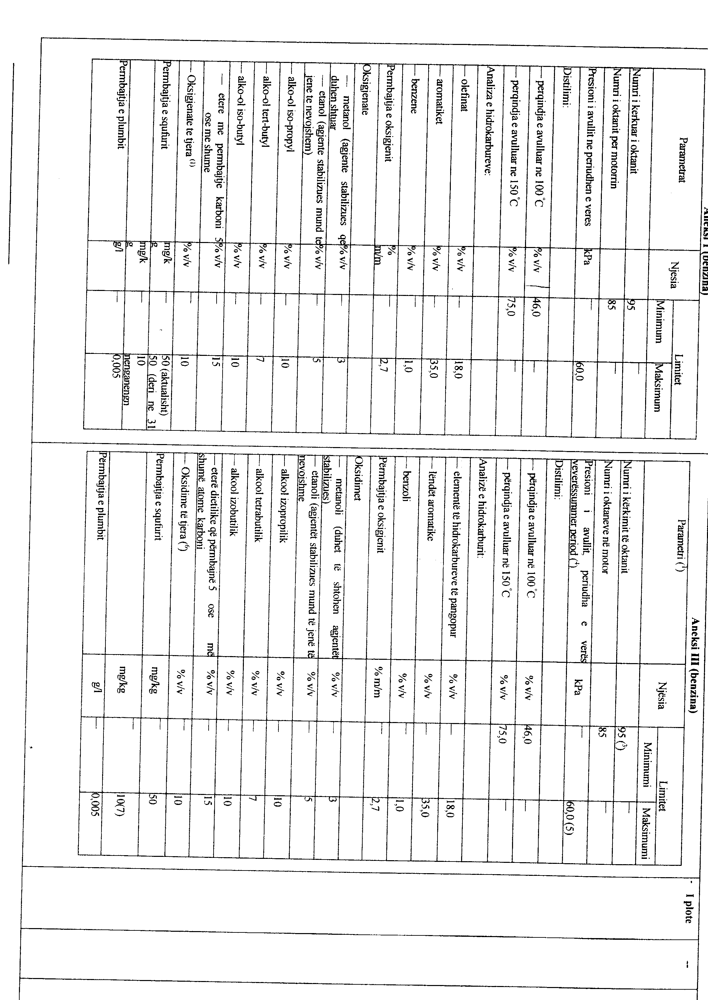 Aneksi I (benzina)
Parametrat Njesia Limitet
Minimum Maksimum
Numri i kerkuar i oktanit 95 —
Numri i oktanit per motorrin 85 —
Presioni i avullit ne periudhen e veres kPa — 60,0
Distilimi:
— perqindja e avulluar ne 100 °C % v/v 46,0 —
— perqindja e avulluar ne 150 °C % v/v 75,0 —
Analiza e hidrokarbureve:
— olefinat % v/v — 18,0
— aromatiket % v/v — 35,0
— benzene % v/v — 1,0
Permbajtja e oksigjenit % m/m — 2,7
Oksigjenate
— metanol (agjente stabilizues qe % v/v — 3
duhen shtuar
— etanol (agjente stabilizues mund te % v/v — 5
jene te nevojshem)
— alko-ol iso-propyl % v/v — 10
— alko-ol tert-butyl % v/v — 7
— alko-ol iso-butyl % v/v — 10
— etere me permbajtje karboni 5 % v/v — 15
ose me shume
— Oksigjenate te tjera (1) % v/v — 10
Permbajtja e squfurit mg/k — 50 (aktualisht)
g 50 (deri ne 31
mg/k — 10
g nenganengn
Permbajtja e plumbit g/l — 0,005
Aneksi III (benzina)
Parametri (1) Njësia Limitet
Minimumi Maksimumi
Numri i kërkimit të oktanit 95 (3) —
Numri i oktaneve në motor 85 —
Presioni i avullit, periudha e verës kPa — 60,0 (5)
veverëssummer period (4)
Distilimi:
— përqindja e avulluar në 100 °C % v/v 46,0 —
— përqindja e avulluar në 150 °C % v/v 75,0 —
Analizë e hidrokarburit:
— elementë të hidrokarbureve të pangopur % v/v — 18,0
— lëndët aromatike % v/v — 35,0
— benzoli % v/v — 1,0
Përmbajtja e oksigjenit % m/m — 2,7
Oksidimet
— metanoli (duhet të shtohen agjentët % v/v — 3
stabilizues)
— etanoli (agjentët stabilizues mund të jenë të % v/v — 5
nevojshme
— alkool izopropilik % v/v — 10
— alkool tetrabutilik % v/v — 7
— alkool izobutilik % v/v — 10
— eterë dietilike që përmbajnë 5 ose më % v/v — 15
shumë atome karboni
— Oksidime të tjera (6) % v/v — 10
Përmbajtja e squfurit mg/kg — 50
mg/kg — 10(7)
Përmbajtja e plumbit g/l — 0,005
I plote
--